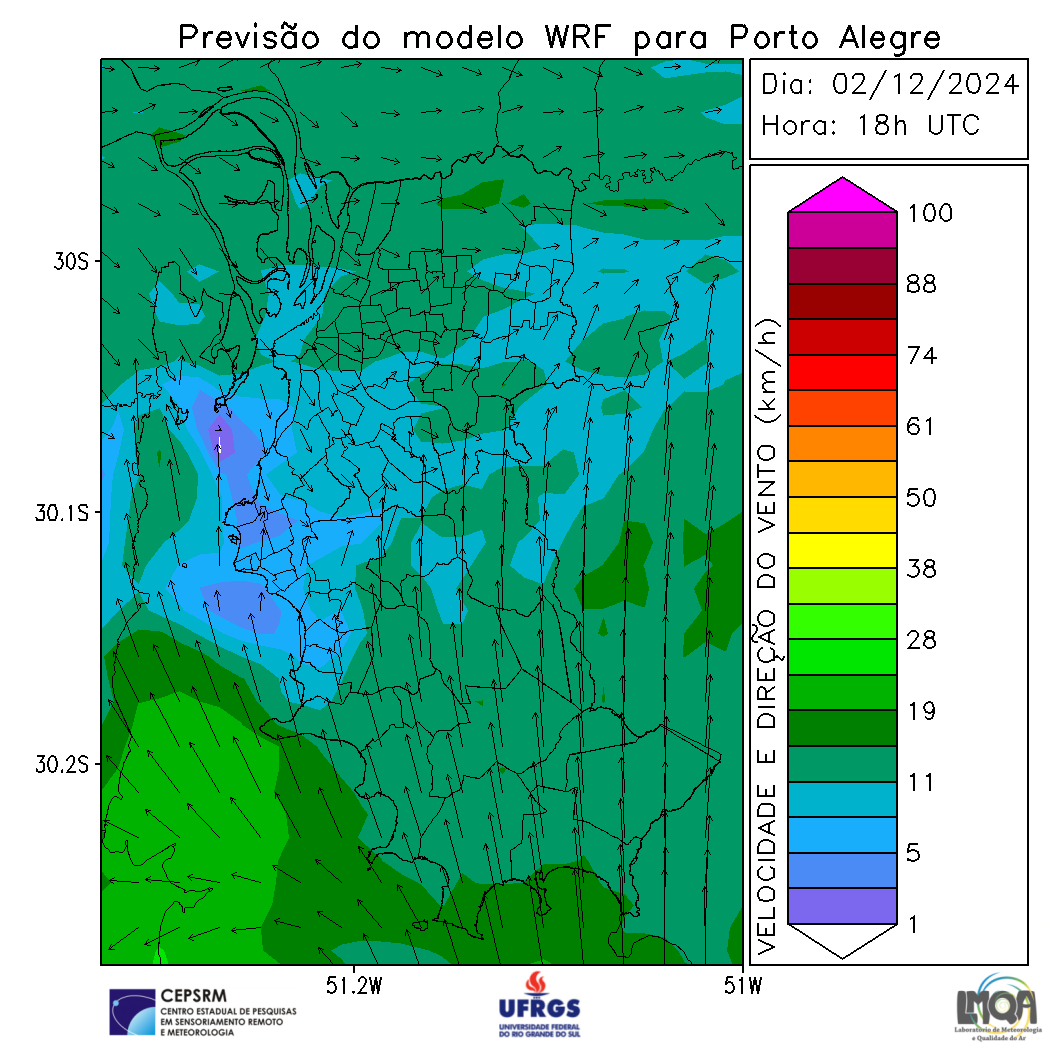 Previsão do modelo WRF para Porto Alegre
Dia: 02/12/2024
Hora: 18h UTC
30S
30.1S
30.2S
51.2W
51W
VELOCIDADE E DIREÇÃO DO VENTO (km/h)
100
88
74
61
50
38
28
19
11
5
1
CEPSRM
CENTRO ESTADUAL DE PESQUISAS
EM SENSORIAMENTO REMOTO
E METEOROLOGIA
UFRGS
UNIVERSIDADE FEDERAL
DO RIO GRANDE DO SUL
LMQA
Laboratório de Meteorologia
e Qualidade do Ar